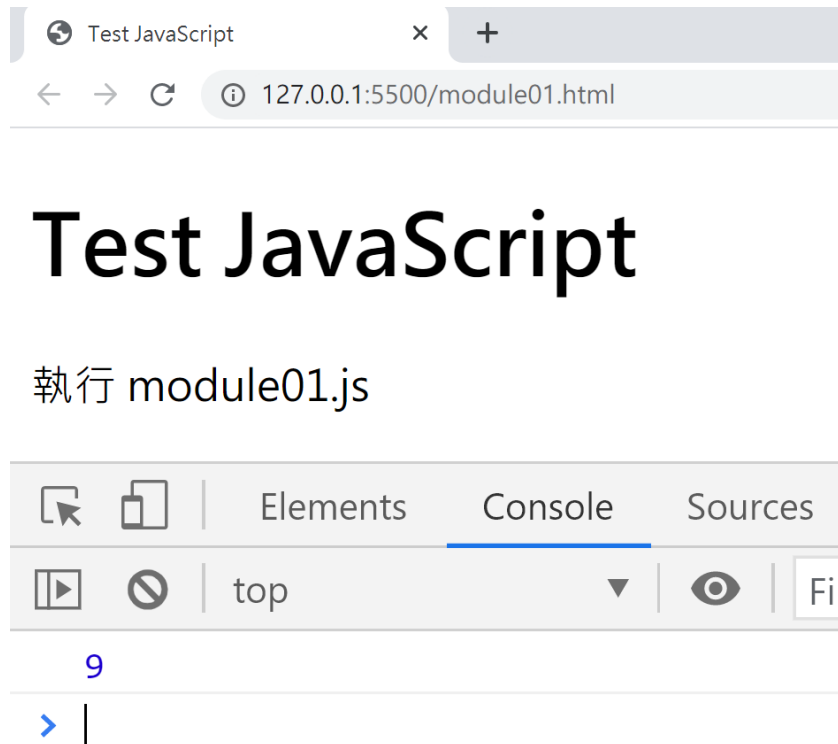 Test JavaScript
127.0.0.1:5500/module01.html
Test JavaScript
執行 module01.js
Elements Console Sources
top Fi
9